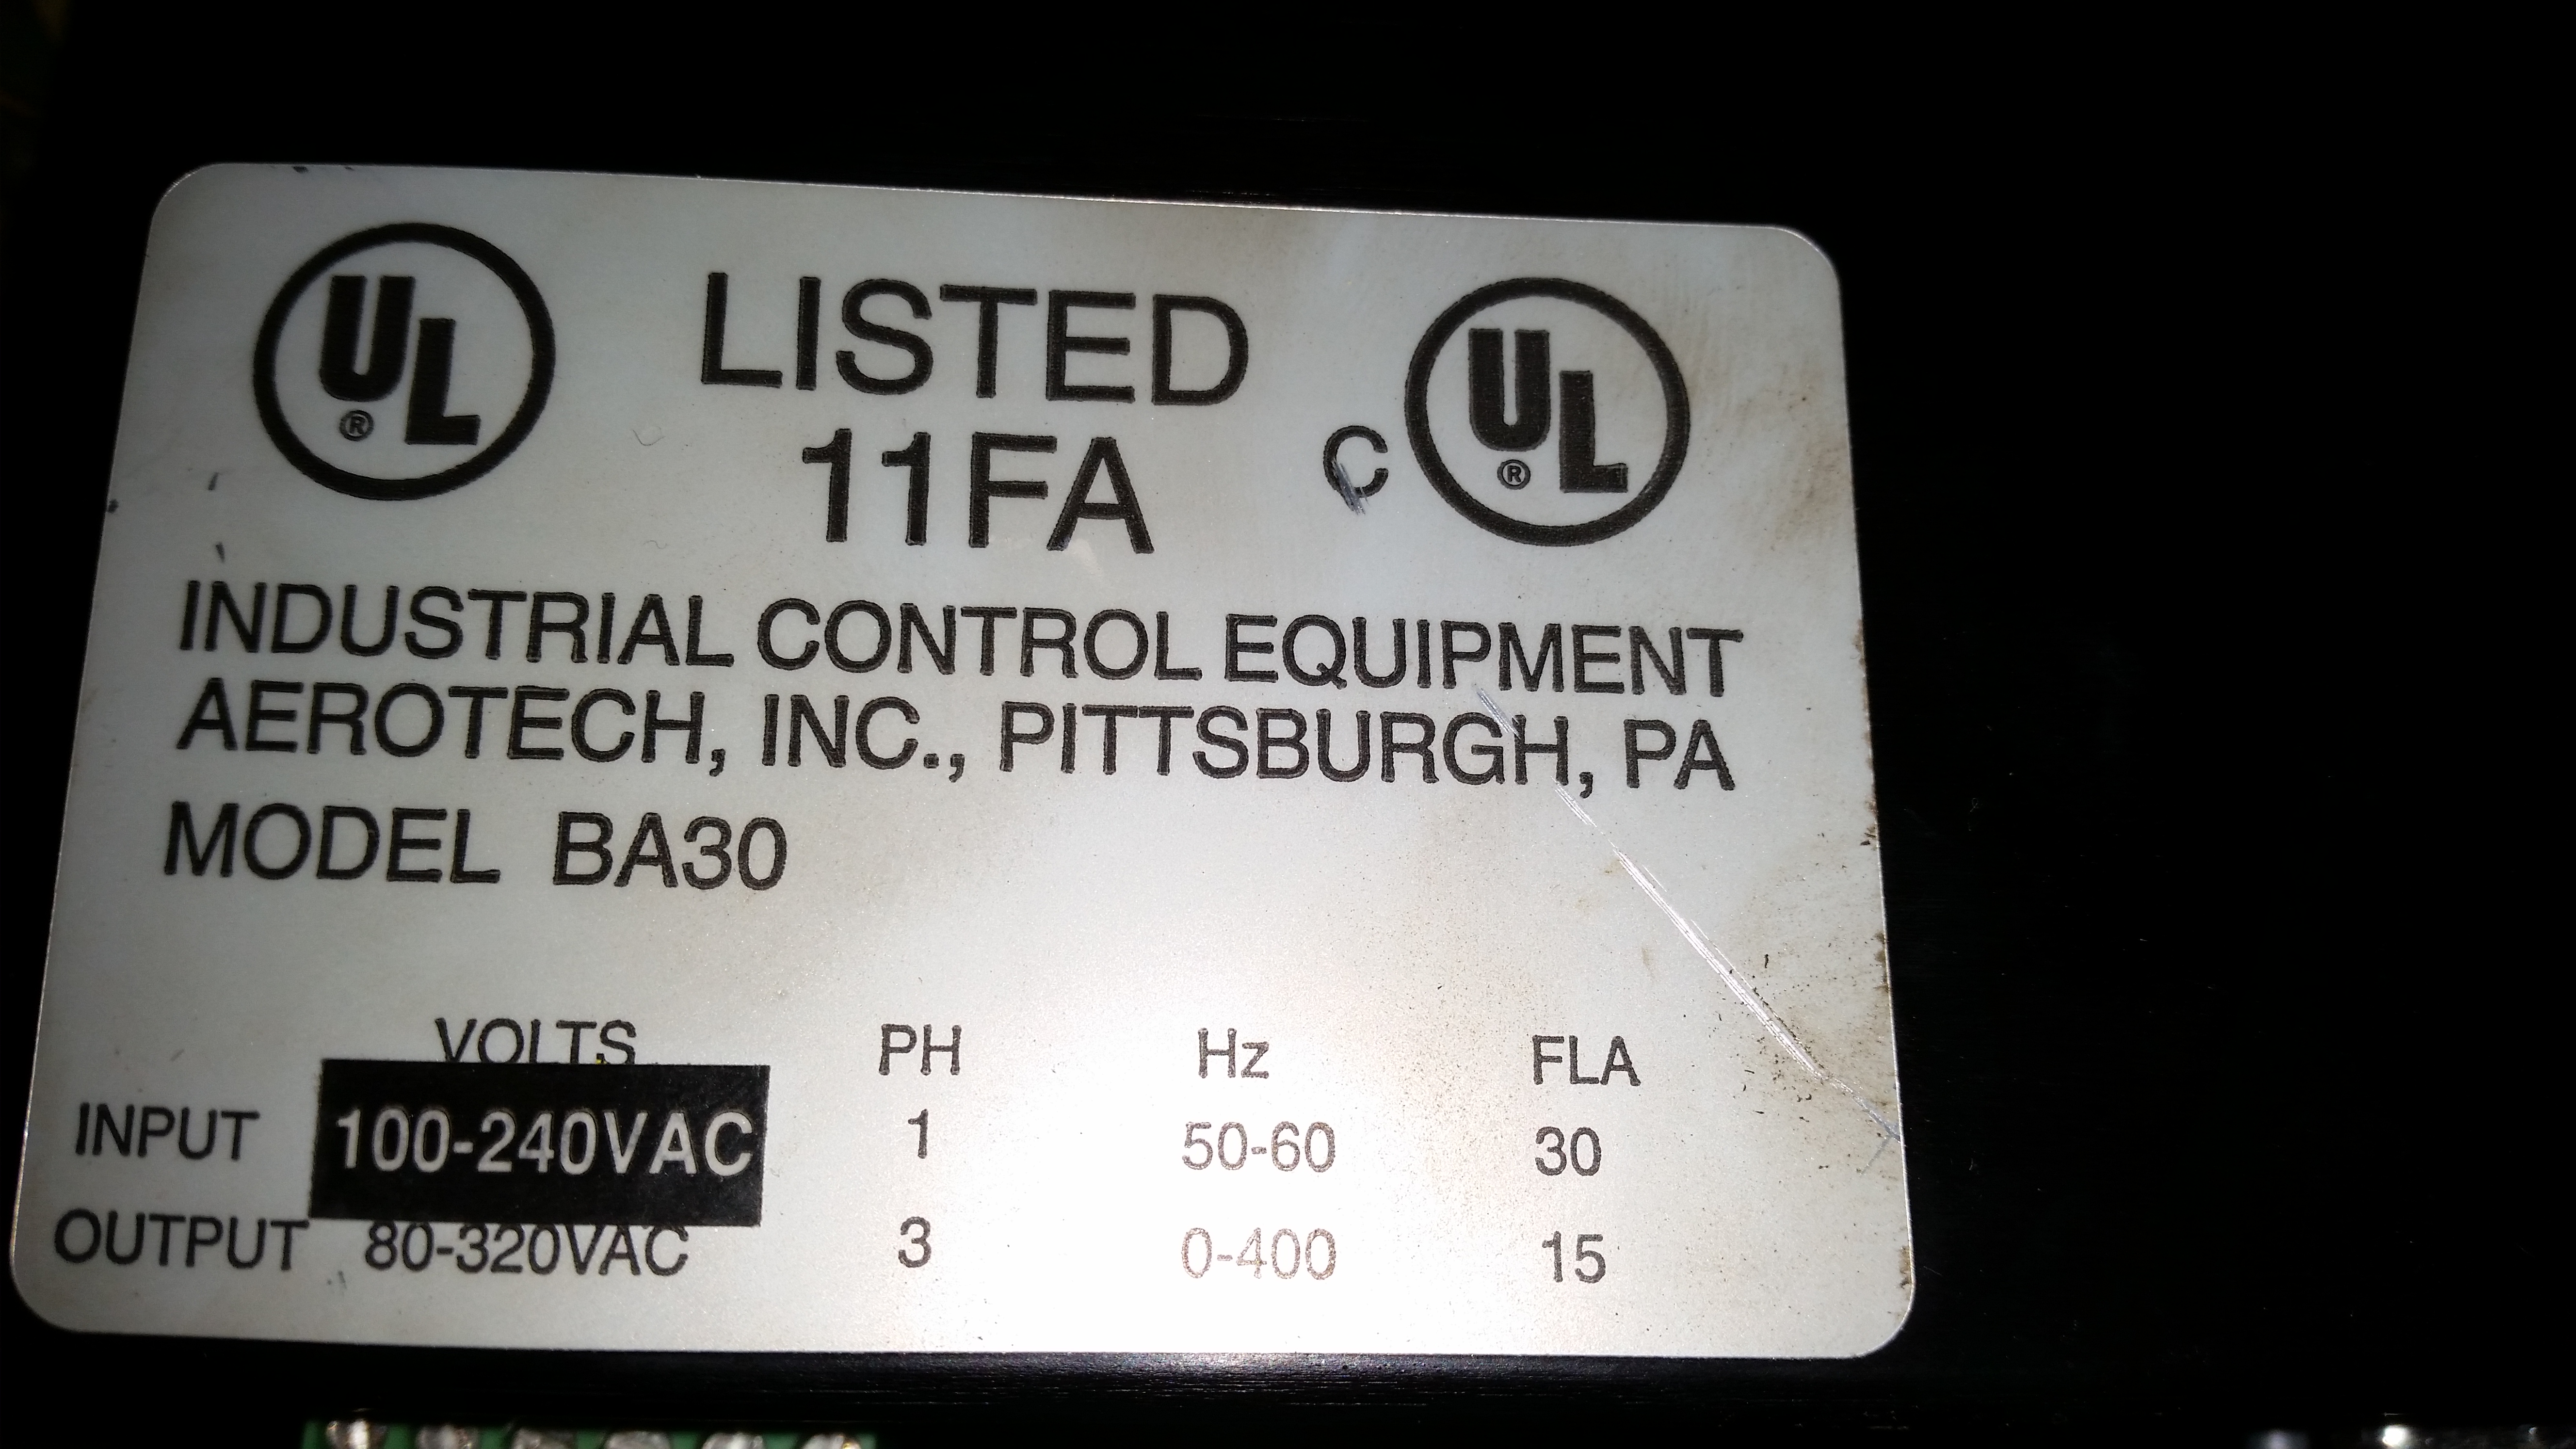 UL® LISTED C UL®
11FA
INDUSTRIAL CONTROL EQUIPMENT
AEROTECH, INC., PITTSBURGH, PA
MODEL BA30
VOLTS PH Hz FLA
INPUT 100-240VAC 1 50-60 30
OUTPUT 80-320VAC 3 0-400 15